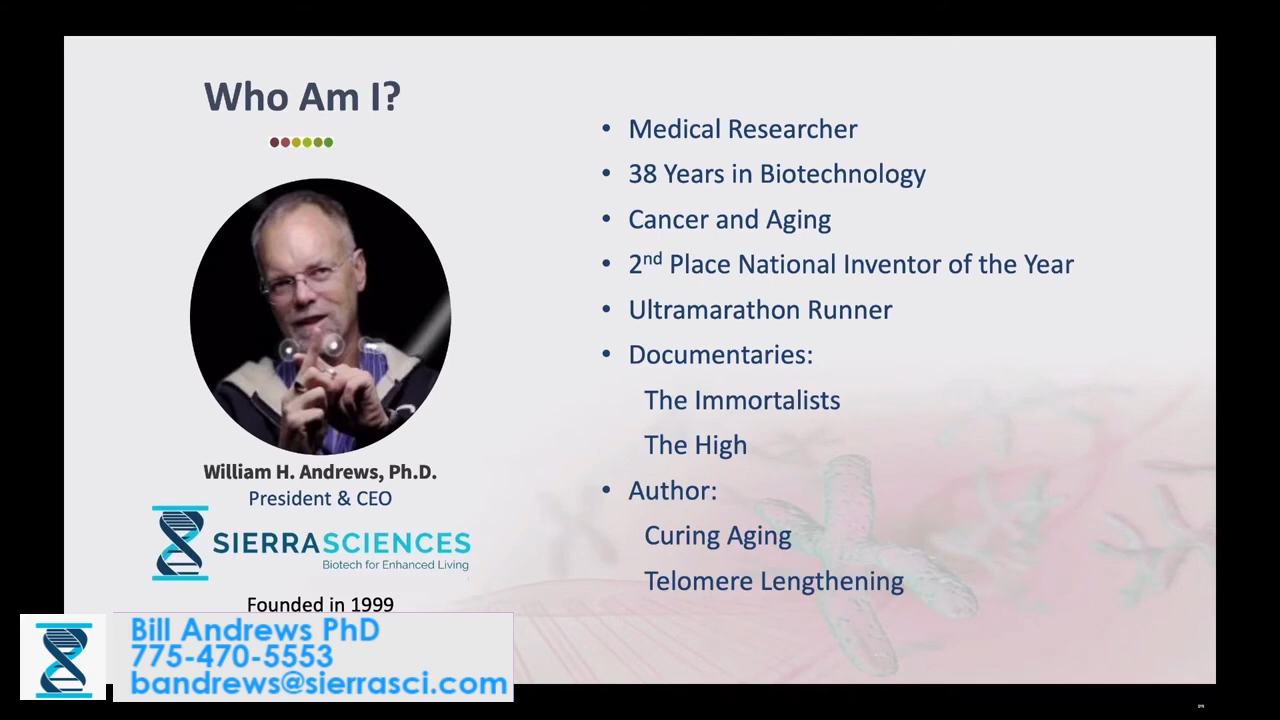 Who Am I?
William H. Andrews, Ph.D.
President & CEO
SIERRASCIENCES
Biotech for Enhanced Living
Founded in 1999
• Medical Researcher
• 38 Years in Biotechnology
• Cancer and Aging
• 2nd Place National Inventor of the Year
• Ultramarathon Runner
• Documentaries:
The Immortalists
The High
• Author:
Curing Aging
Telomere Lengthening
Bill Andrews PhD
775-470-5553
bandrews@sierrasci.com